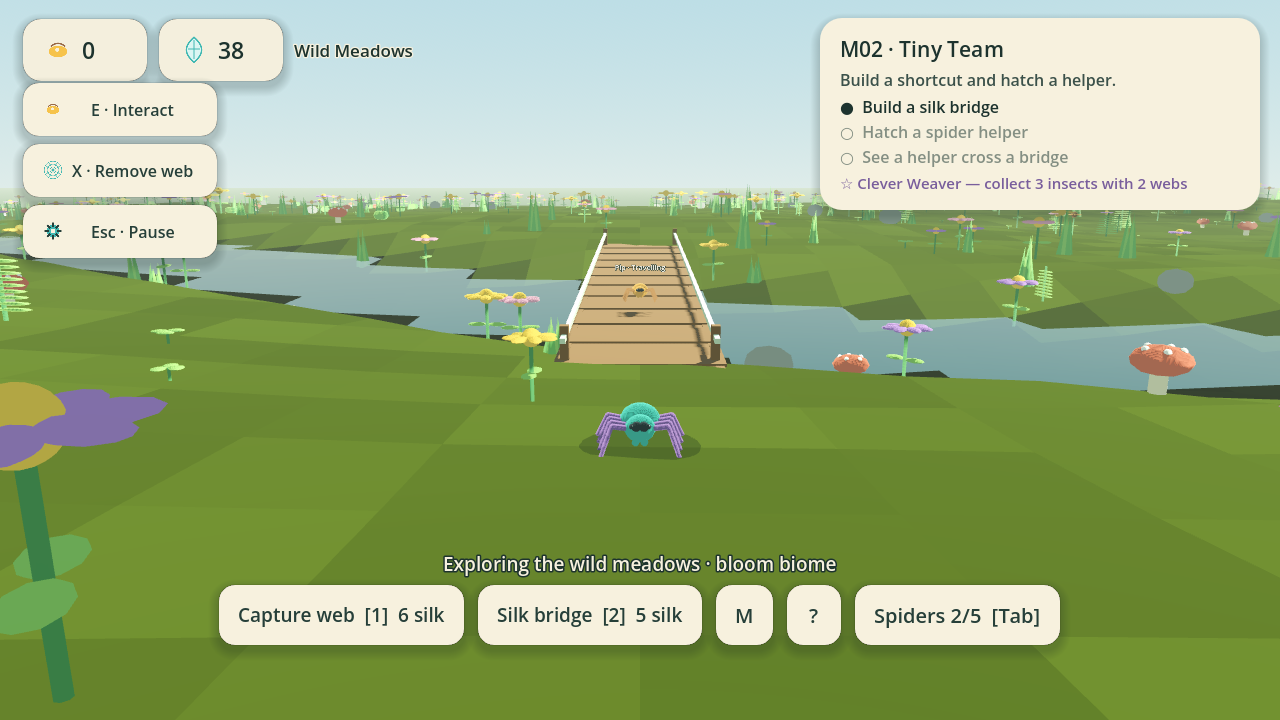 0
38
Wild Meadows
E · Interact
X · Remove web
Esc · Pause
M02 · Tiny Team
Build a shortcut and hatch a helper.
Build a silk bridge
Hatch a spider helper
See a helper cross a bridge
☆ Clever Weaver — collect 3 insects with 2 webs
Exploring the wild meadows · bloom biome
Capture web [1] 6 silk
Silk bridge [2] 5 silk
M
?
Spiders 2/5 [Tab]